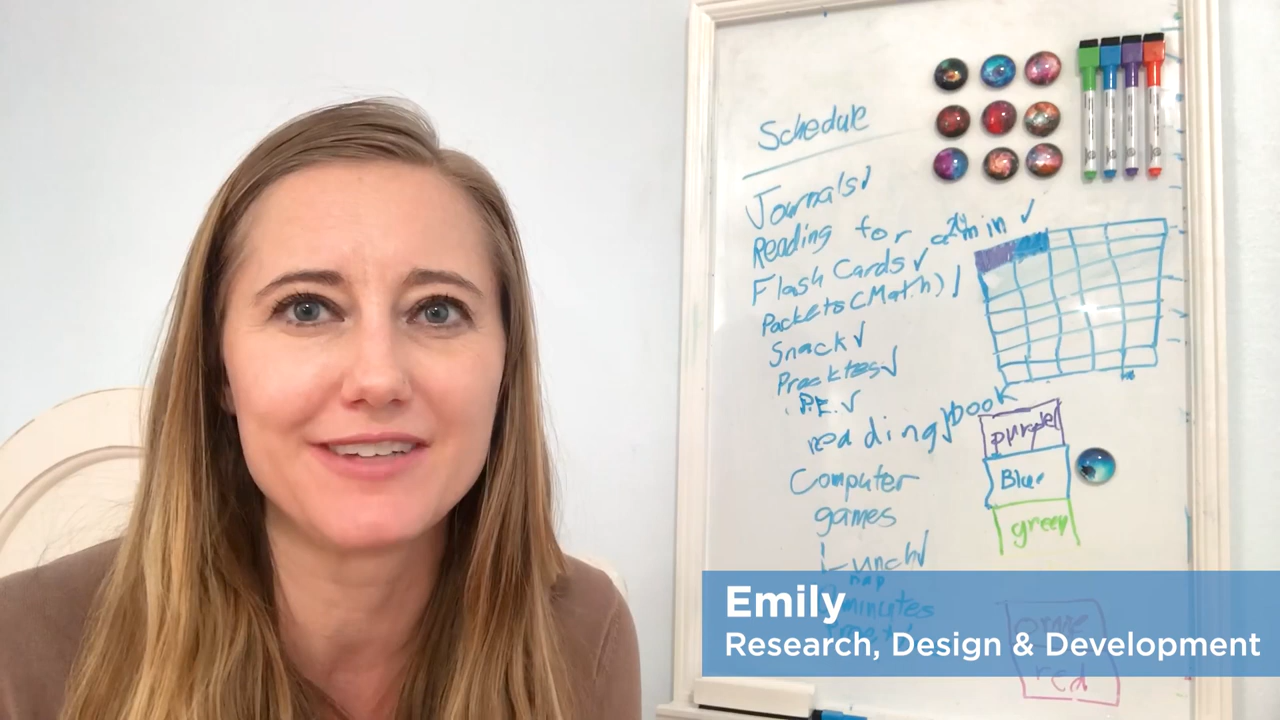 Schedule
Journals
Reading for 20 min
Flash Cards
Packets (Math)
Snack
Practtes
P.E.
reading book
Computer
games
Lunch
nap
minutes
purple
Blue
green
red
Emily
Research, Design & Development